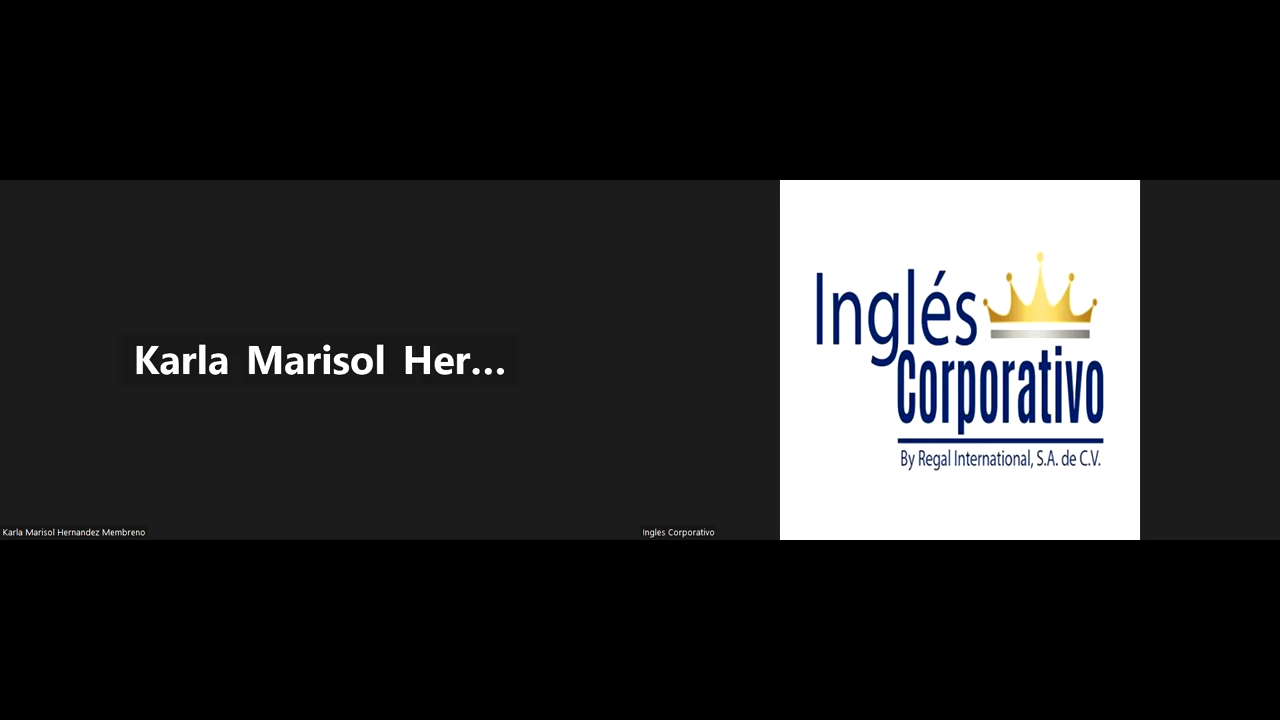 Karla Marisol Her...
Karla Marisol Hernandez Membreno
Inglés
Corporativo
By Regal International, S.A. de C.V.
Ingles Corporativo